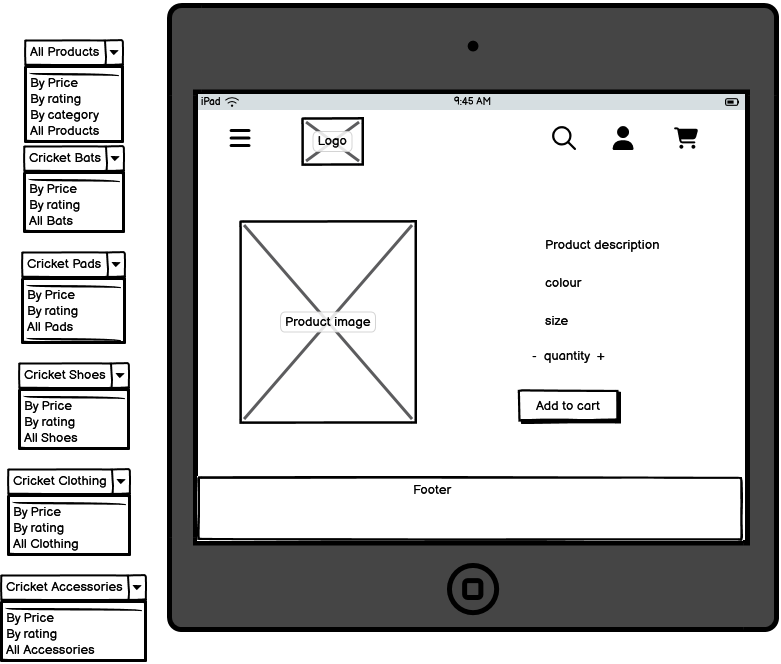 All Products
By Price
By rating
By category
All Products
Cricket Bats
By Price
By rating
All Bats
Cricket Pads
By Price
By rating
All Pads
Cricket Shoes
By Price
By rating
All Shoes
Cricket Clothing
By Price
By rating
All Clothing
Cricket Accessories
By Price
By rating
All Accessories
iPad 9:45 AM
Logo
Product image
Product description
colour
size
- quantity +
Add to cart
Footer